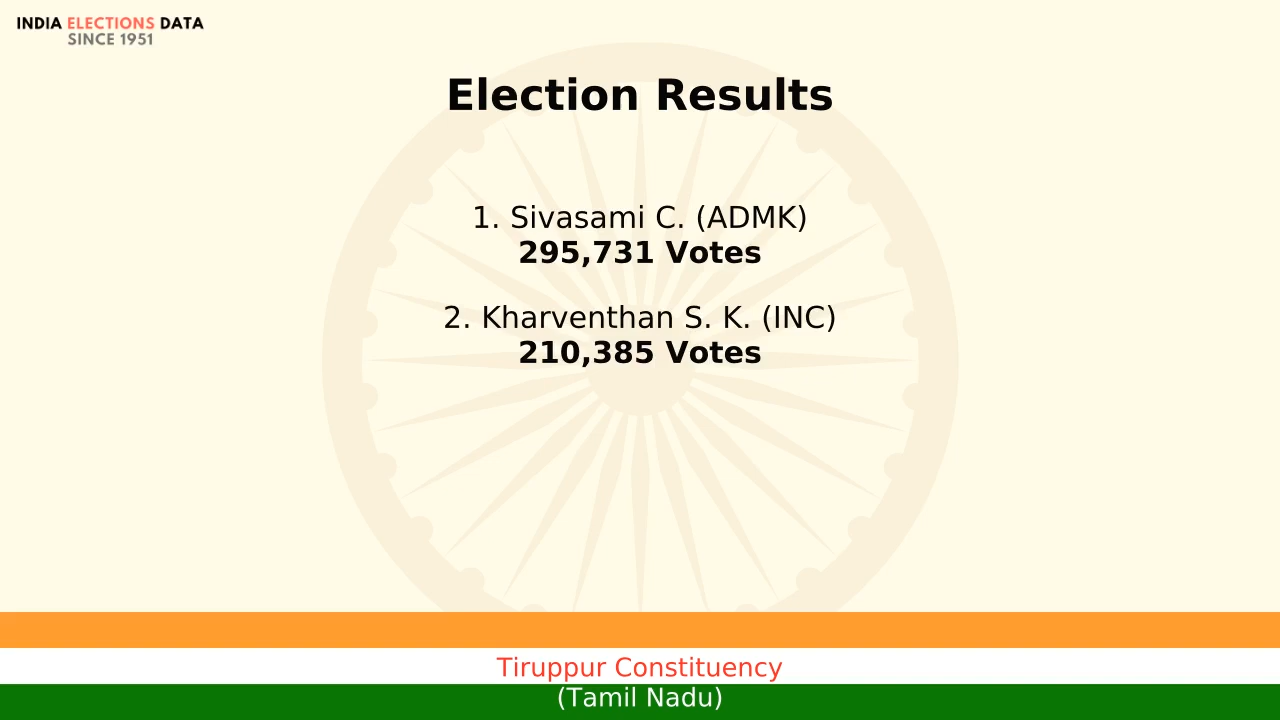 INDIA ELECTIONS DATA
SINCE 1951
Election Results
1. Sivasami C. (ADMK)
295,731 Votes
2. Kharventhan S. K. (INC)
210,385 Votes
Tiruppur Constituency
(Tamil Nadu)